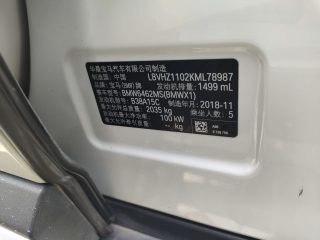 华晨宝马汽车有限公司制造
制造国: 中国 LBVHZ1102KML78987
品牌: 宝马(BMW)牌 发动机排量: 1499 mL
整车型号: BMW6462MS(BMWX1)
发动机型号: B38A15C 制造年月: 2018-11
最大允许总质量: 2035 kg 乘坐人数: 5
发动机最大净功率: 100 kW
-- kg